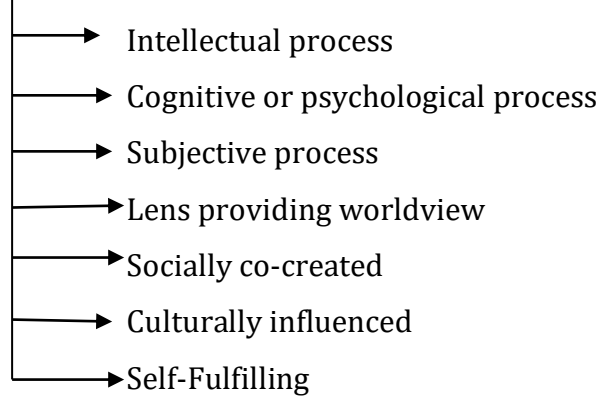 Intellectual process
Cognitive or psychological process
Subjective process
Lens providing worldview
Socially co-created
Culturally influenced
Self-Fulfilling